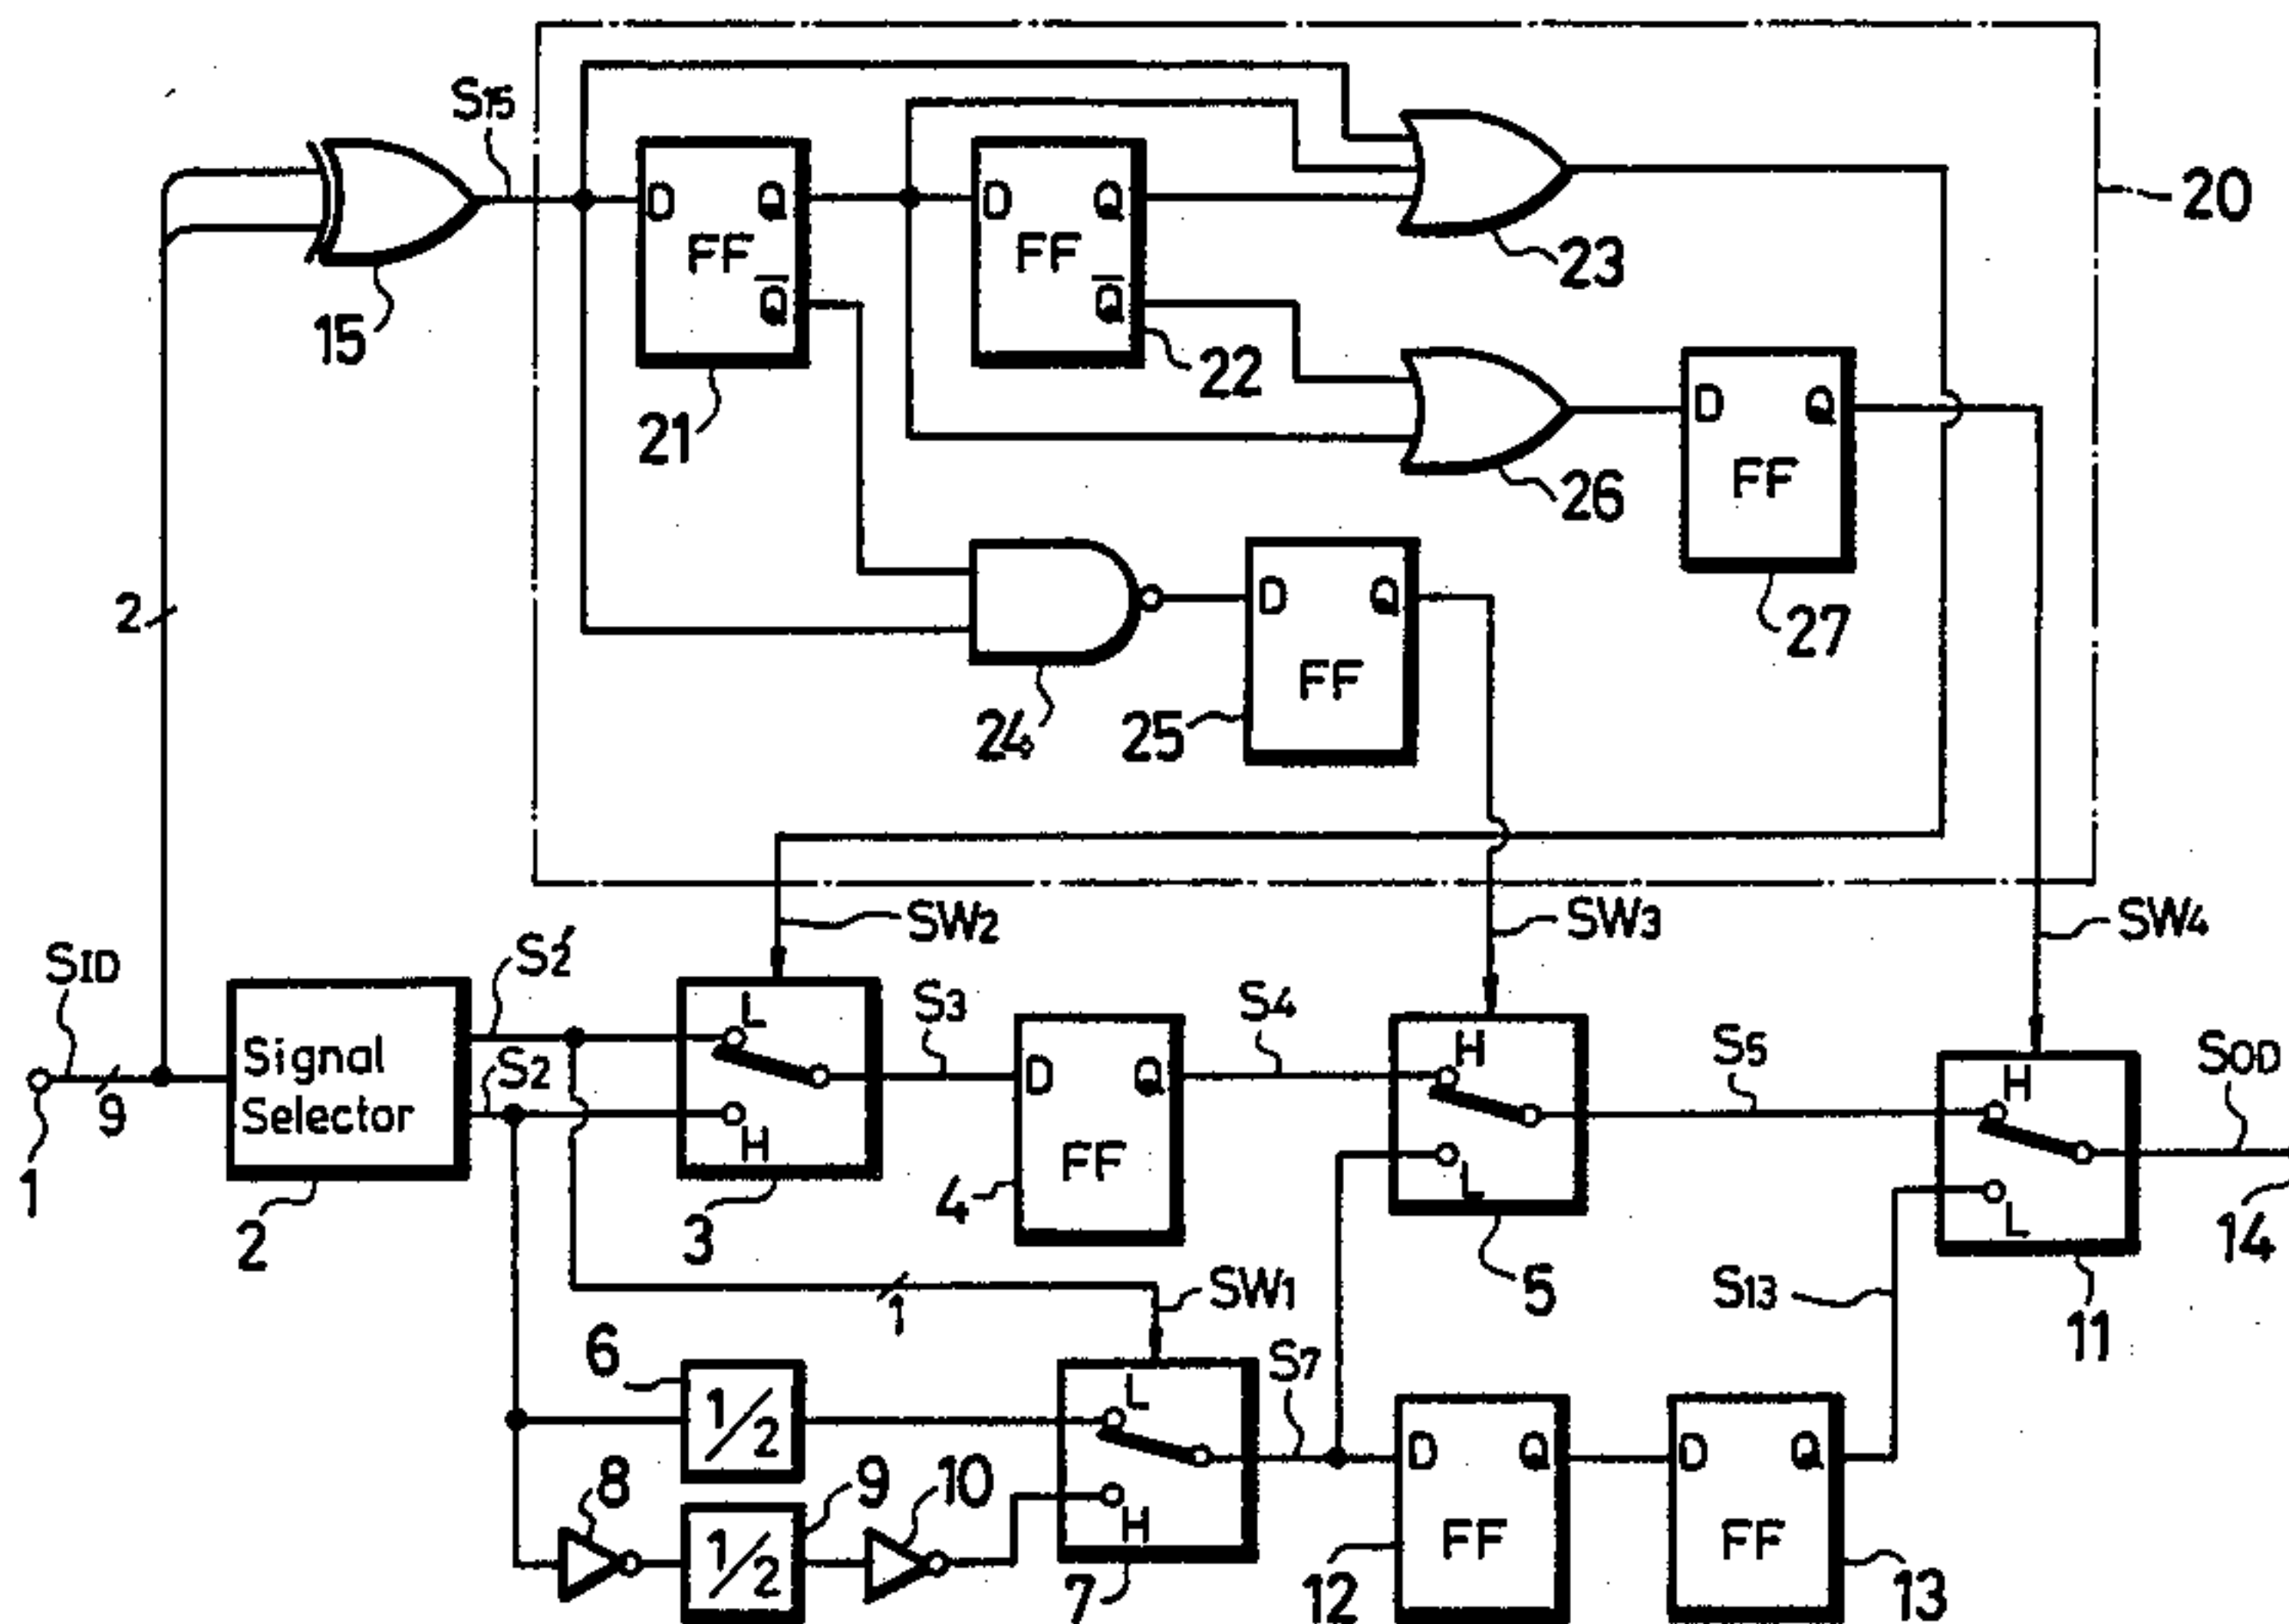 S15
20
D Q
FF
Q̅
D Q
FF
Q̅
23
15
21
22
D Q
FF
26
27
2
24
D Q
FF
25
SW2
SW3
SW4
SID
9
1
Signal
Selector
2
S2'
S2
L
H
3
S3
D Q
FF
4
S4
H
L
5
S5
H
L
11
SOD
14
S13
1
SW1
6
1/2
8
9
1/2
10
L
H
7
S7
D Q
FF
12
D Q
FF
13